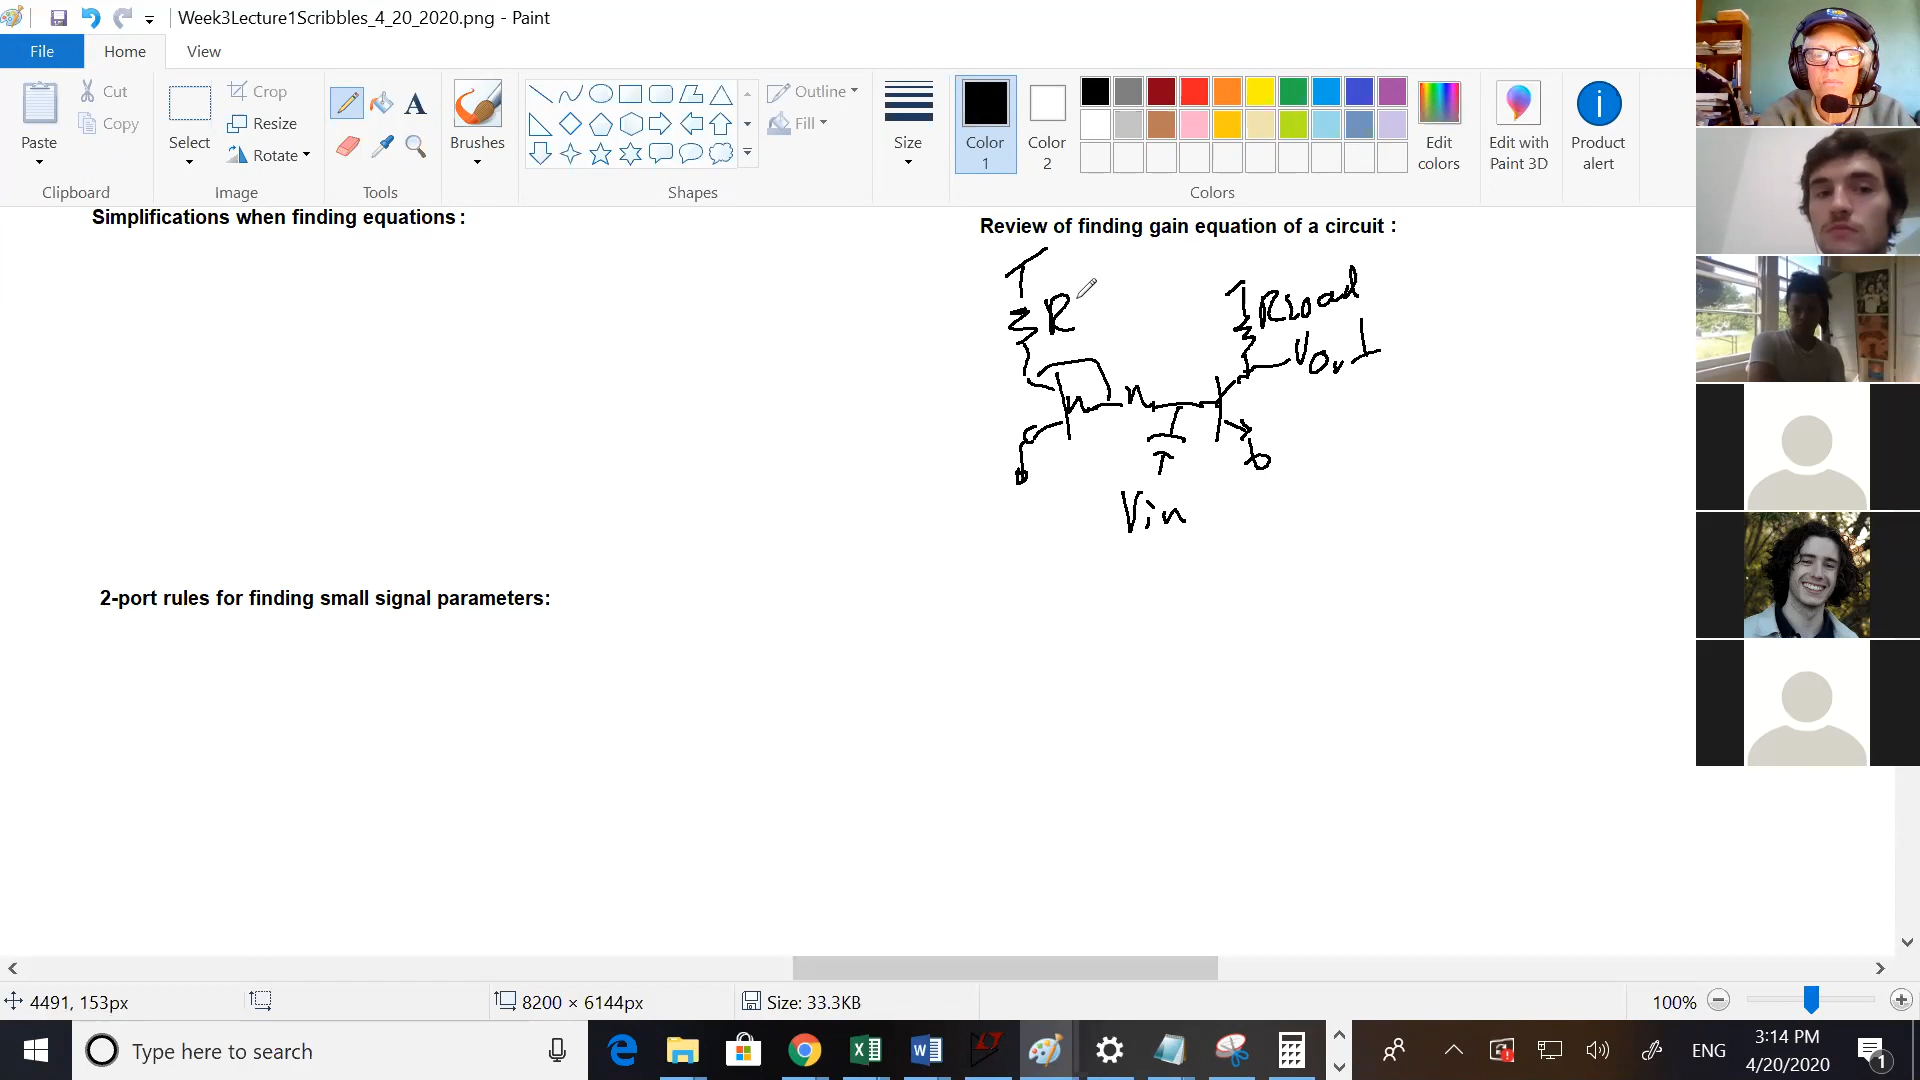 Week3Lecture1Scribbles_4_20_2020.png - Paint
File Home View
Paste
Cut
Copy
Clipboard
Select
Crop
Resize
Rotate
Image
A
Tools
Brushes
Shapes
Outline
Fill
Size
Color 1
Color 2
Edit colors
Colors
Edit with Paint 3D
Product alert
Simplifications when finding equations:
Review of finding gain equation of a circuit :
R
RLoad
Vout
Vin
2-port rules for finding small signal parameters:
4491, 153px
8200 × 6144px
Size: 33.3KB
100%
Type here to search
ENG
3:14 PM
4/20/2020
1